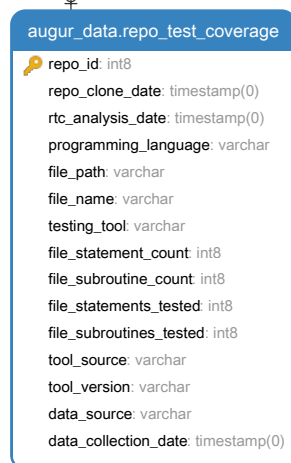 augur_data.repo_test_coverage
repo_id: int8
repo_clone_date: timestamp(0)
rtc_analysis_date: timestamp(0)
programming_language: varchar
file_path: varchar
file_name: varchar
testing_tool: varchar
file_statement_count: int8
file_subroutine_count: int8
file_statements_tested: int8
file_subroutines_tested: int8
tool_source: varchar
tool_version: varchar
data_source: varchar
data_collection_date: timestamp(0)